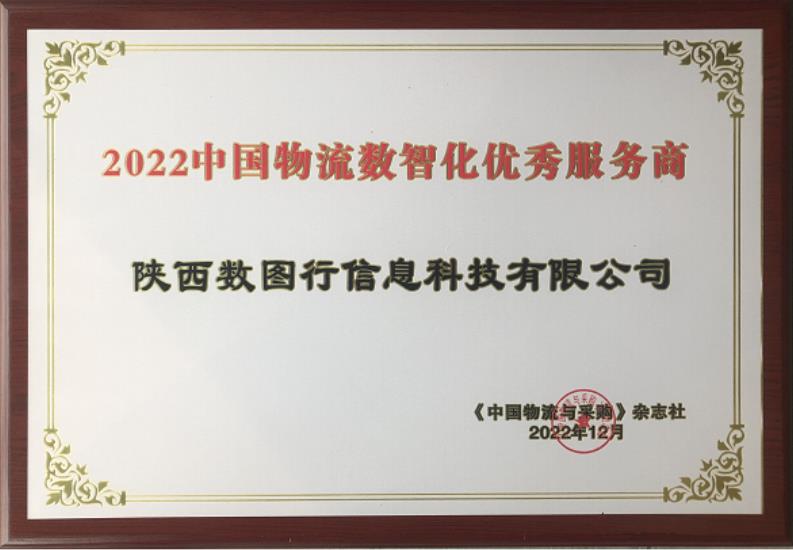 2022中国物流数智化优秀服务商
陕西数图行信息科技有限公司
《中国物流与采购》杂志社
2022年12月